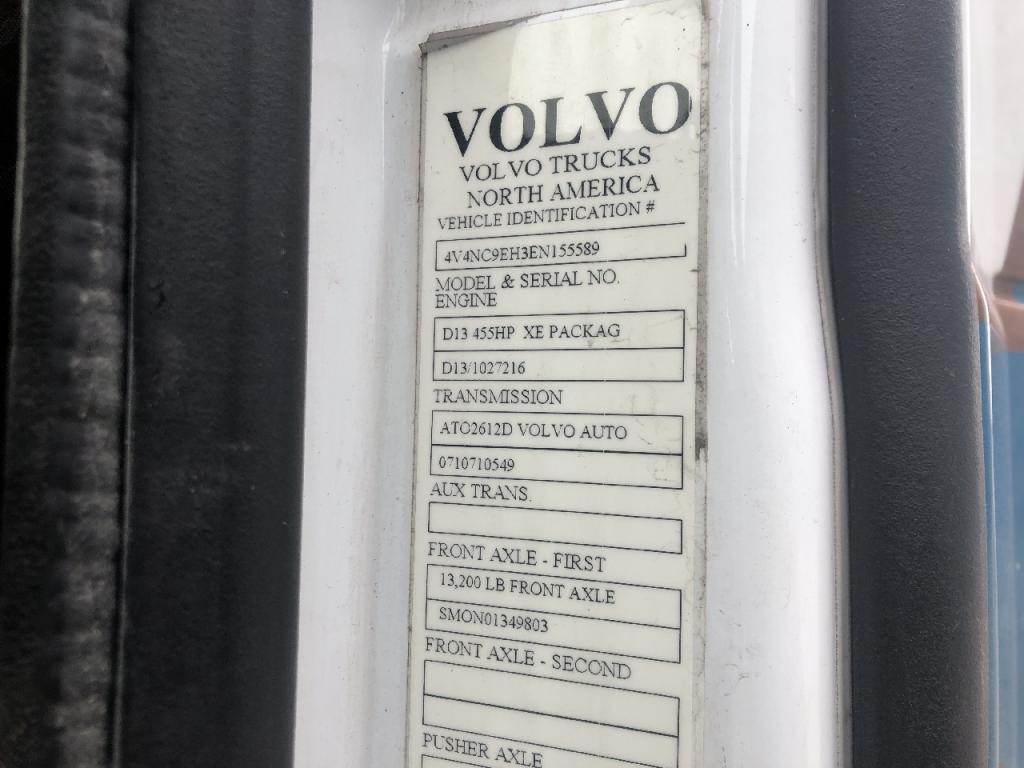 VOLVO
VOLVO TRUCKS
NORTH AMERICA
VEHICLE IDENTIFICATION #
4V4NC9EH3EN155589
MODEL & SERIAL NO.
ENGINE
D13 455HP XE PACKAG
D13/1027216
TRANSMISSION
ATO2612D VOLVO AUTO
0710710549
AUX TRANS.
FRONT AXLE - FIRST
13,200 LB FRONT AXLE
SMON01349803
FRONT AXLE - SECOND
PUSHER AXLE